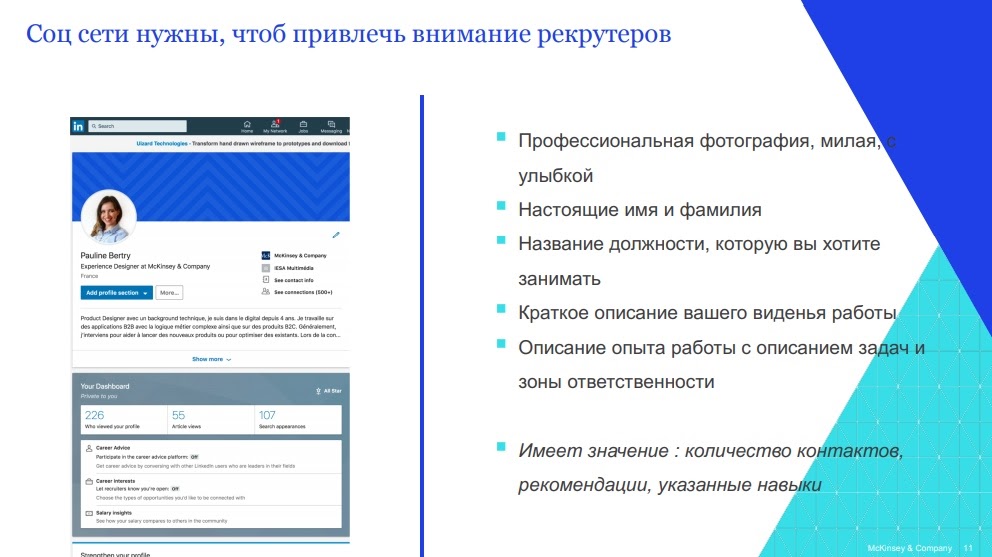 Соц сети нужны, чтоб привлечь внимание рекрутеров
in
Search
Home
My Network
Jobs
Messaging
Uizard Technologies - Transform hand drawn wireframe to prototypes and download
Pauline Bertry
Experience Designer at McKinsey & Company
France
Add profile section
More...
McKinsey & Company
IESA Multimédia
See contact info
See connections (500+)
Product Designer avec un background technique, je suis dans le digital depuis 4 ans. Je travaille sur
des applications B2B avec la logique métier complexe ainsi que sur des produits B2C. Généralement,
j'interviens pour aider à lancer des nouveaux produits ou pour optimiser des existants. Lors de la con...
Show more
Your Dashboard
Private to you
All Star
226
Who viewed your profile
55
Article views
107
Search appearances
Career Advice
Participate in the career advice platform: Off
Get career advice by conversing with other LinkedIn users who are leaders in their fields
Career Interests
Let recruiters know you're open: Off
Choose the types of opportunities you'd like to be connected with
Salary insights
See how your salary compares to others in the community
Strengthen your profile
Профессиональная фотография, милая, с
улыбкой
Настоящие имя и фамилия
Название должности, которую вы хотите
занимать
Краткое описание вашего виденья работы
Описание опыта работы с описанием задач и
зоны ответственности
Имеет значение : количество контактов,
рекомендации, указанные навыки
McKinsey & Company 11